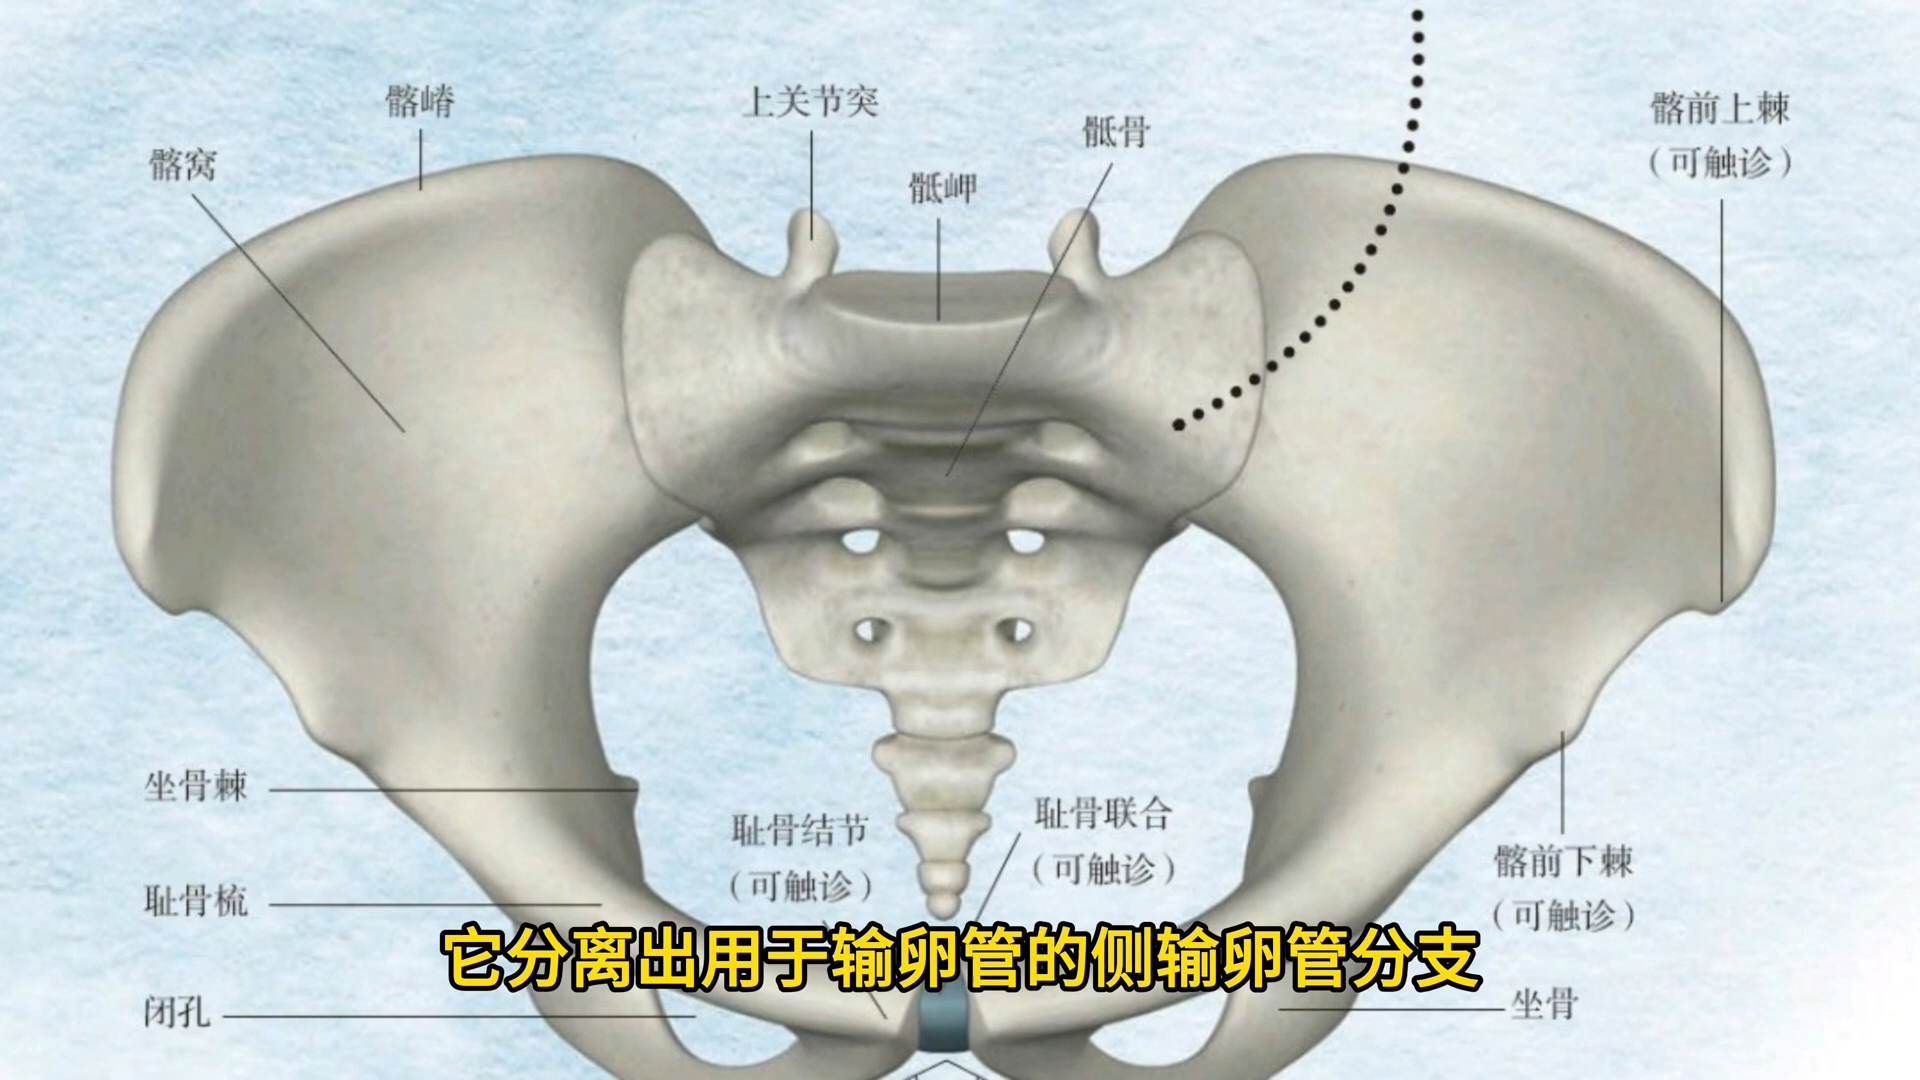 髂嵴
上关节突
髂前上棘
(可触诊)
骶骨
髂窝
骶岬
坐骨棘
耻骨结节
(可触诊)
耻骨联合
(可触诊)
髂前下棘
(可触诊)
耻骨梳
它分离出用于输卵管的侧输卵管分支
闭孔
坐骨